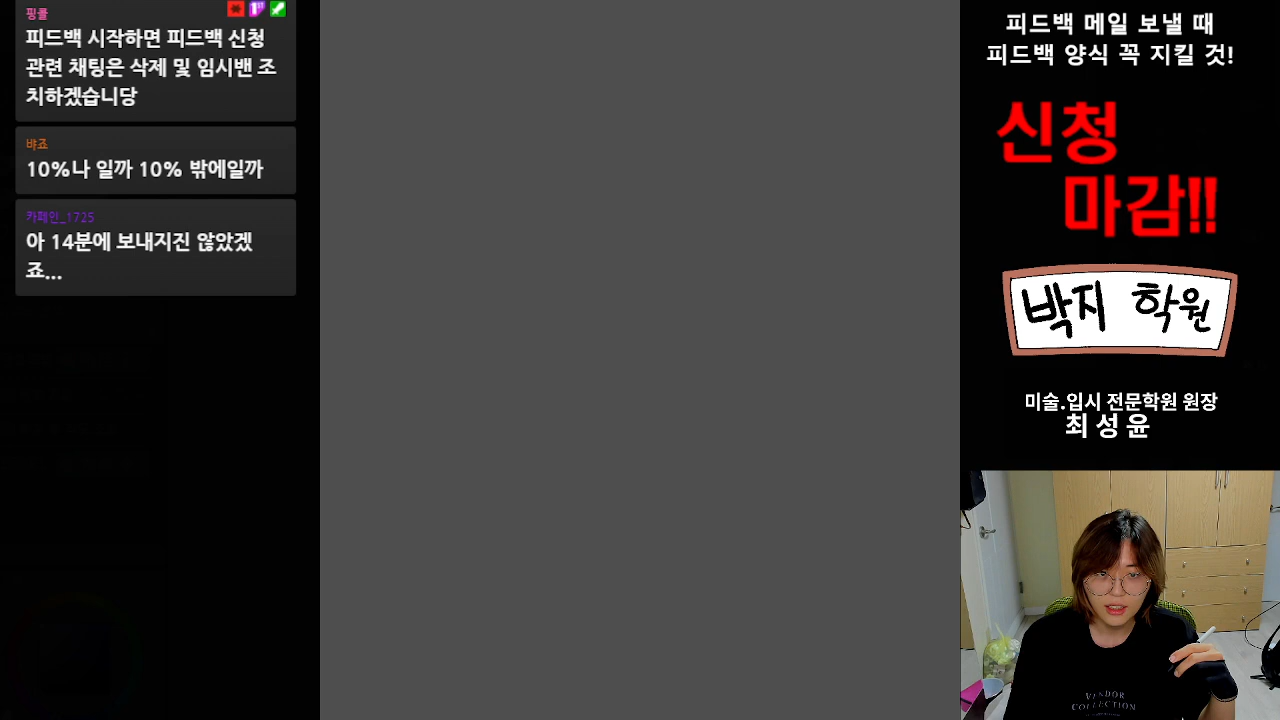 핑콜
피드백 시작하면 피드백 신청
관련 채팅은 삭제 및 임시밴 조
치하겠습니당
뱌죠
10%나 일까 10% 밖에일까
카페인_1725
아 14분에 보내지진 않았겠
죠...
피드백 메일 보낼 때
피드백 양식 꼭 지킬 것!
신청
마감!!
박지 학원
미술.입시 전문학원 원장
최성윤
VENDOR
COLLECTION